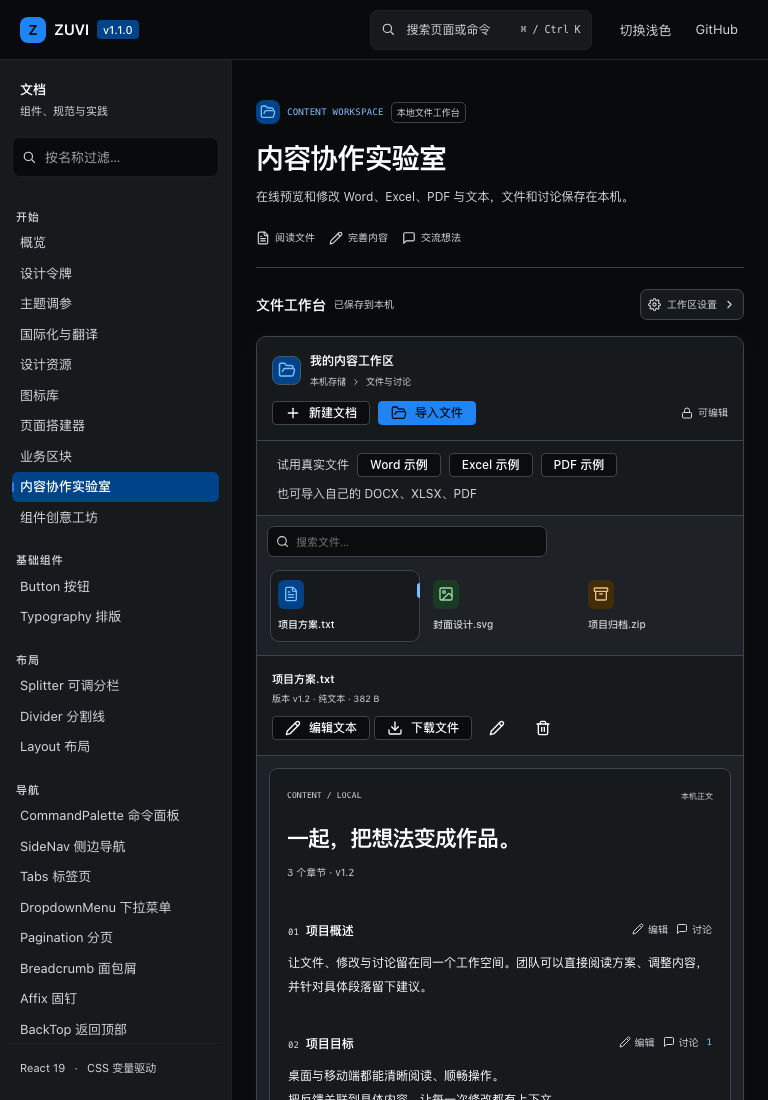 Z ZUVI v1.1.0 搜索页面或命令 ⌘ / Ctrl K 切换浅色 GitHub
文档
组件、规范与实践
按名称过滤...
开始
概览
设计令牌
主题调参
国际化与翻译
设计资源
图标库
页面搭建器
业务区块
内容协作实验室
组件创意工坊
基础组件
Button 按钮
Typography 排版
布局
Splitter 可调分栏
Divider 分割线
Layout 布局
导航
CommandPalette 命令面板
SideNav 侧边导航
Tabs 标签页
DropdownMenu 下拉菜单
Pagination 分页
Breadcrumb 面包屑
Affix 固钉
BackTop 返回顶部
React 19 · CSS 变量驱动
CONTENT WORKSPACE 本地文件工作台
内容协作实验室
在线预览和修改 Word、Excel、PDF 与文本，文件和讨论保存在本机。
阅读文件 完善内容 交流想法
文件工作台 已保存到本机 工作区设置
我的内容工作区
本机存储 > 文件与讨论
新建文档 导入文件 可编辑
试用真实文件 Word 示例 Excel 示例 PDF 示例
也可导入自己的 DOCX、XLSX、PDF
搜索文件...
项目方案.txt 封面设计.svg 项目归档.zip
项目方案.txt
版本 v1.2 · 纯文本 · 382 B
编辑文本 下载文件
CONTENT / LOCAL 本机正文
一起，把想法变成作品。
3 个章节 · v1.2
01 项目概述 编辑 讨论
让文件、修改与讨论留在同一个工作空间。团队可以直接阅读方案、调整内容，
并针对具体段落留下建议。
02 项目目标 编辑 讨论 1
桌面与移动端都能清晰阅读、顺畅操作。
把反馈关联到具体内容，让每一次修改都有上下文。